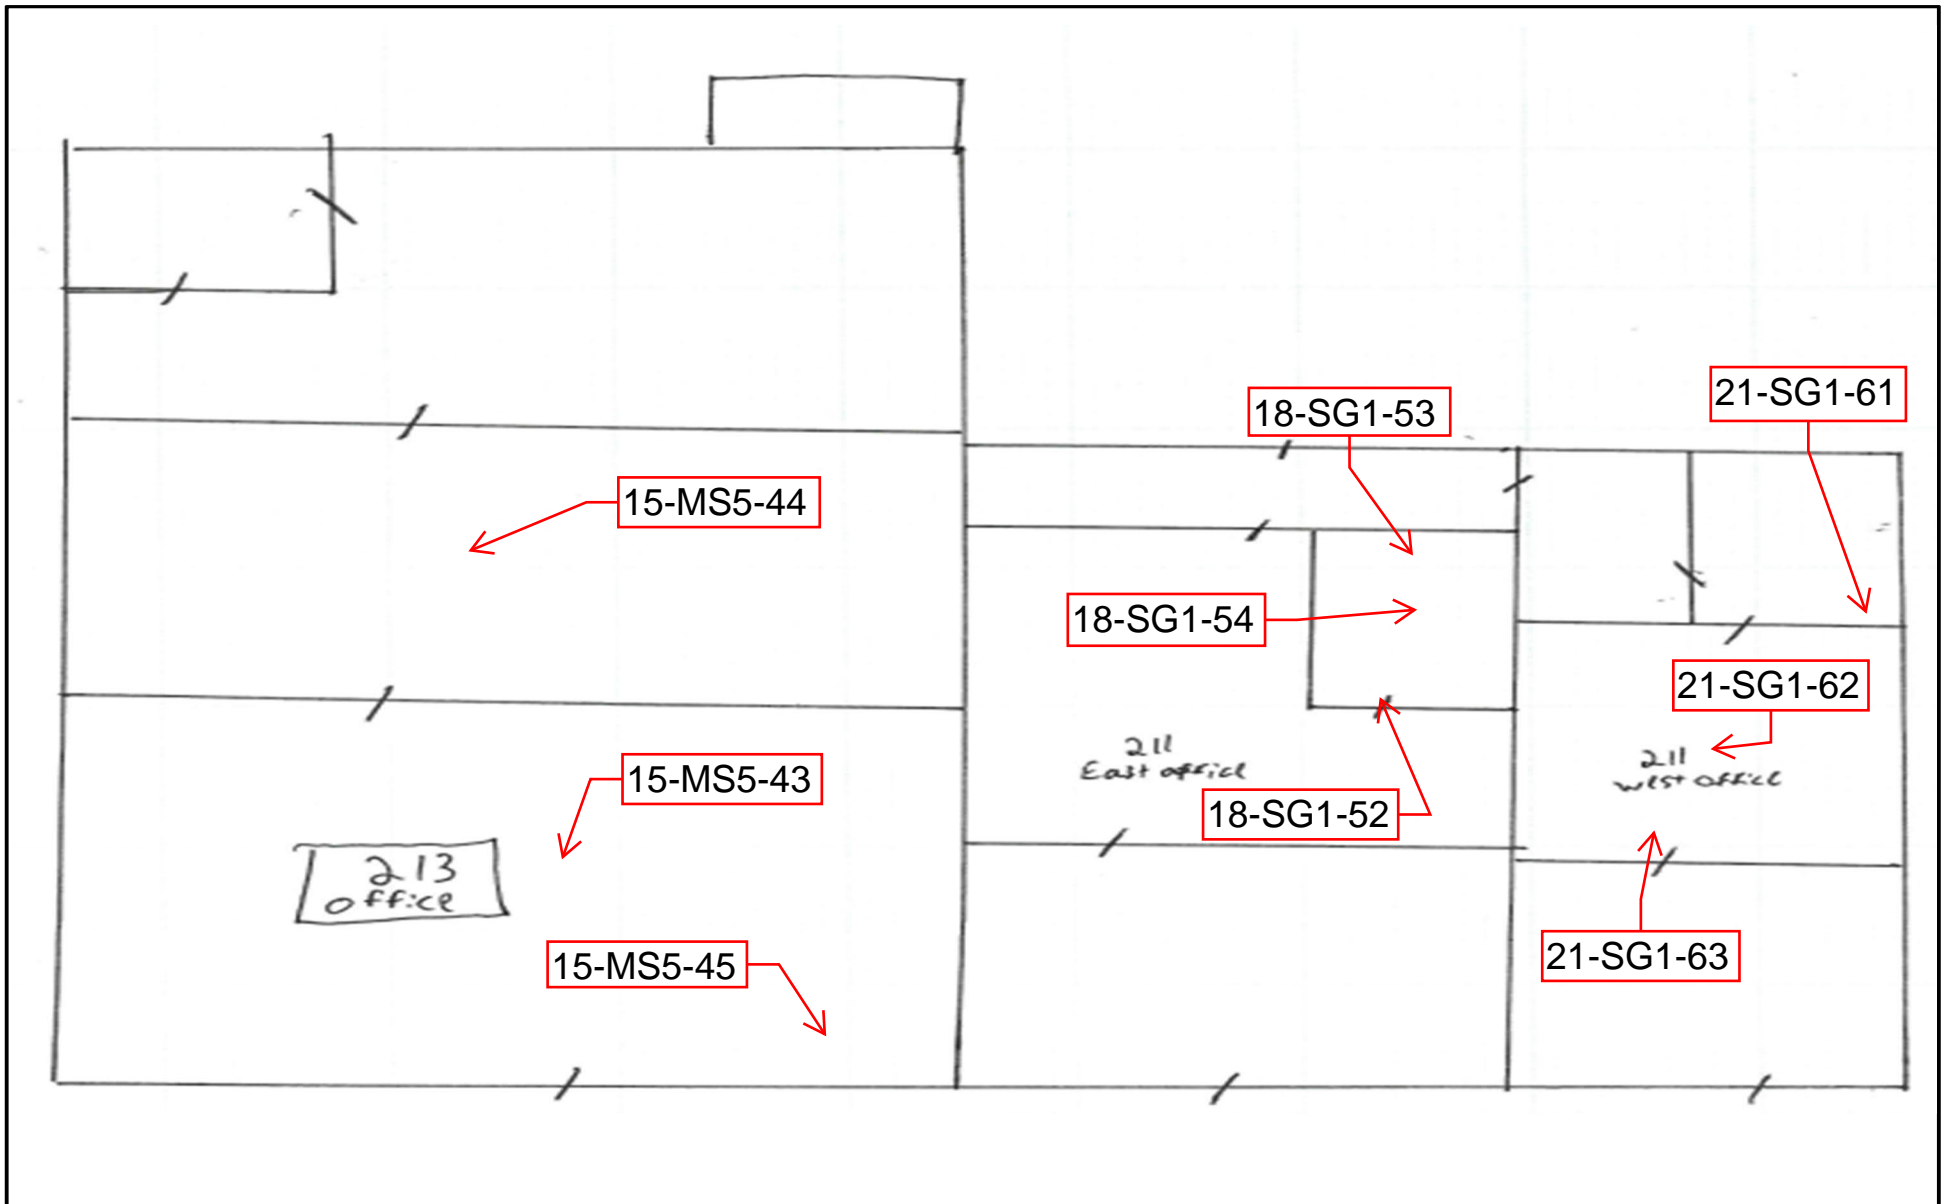 18-SG1-53
21-SG1-61
15-MS5-44
18-SG1-54
21-SG1-62
211
East office
211
west office
15-MS5-43
18-SG1-52
213
office
15-MS5-45
21-SG1-63